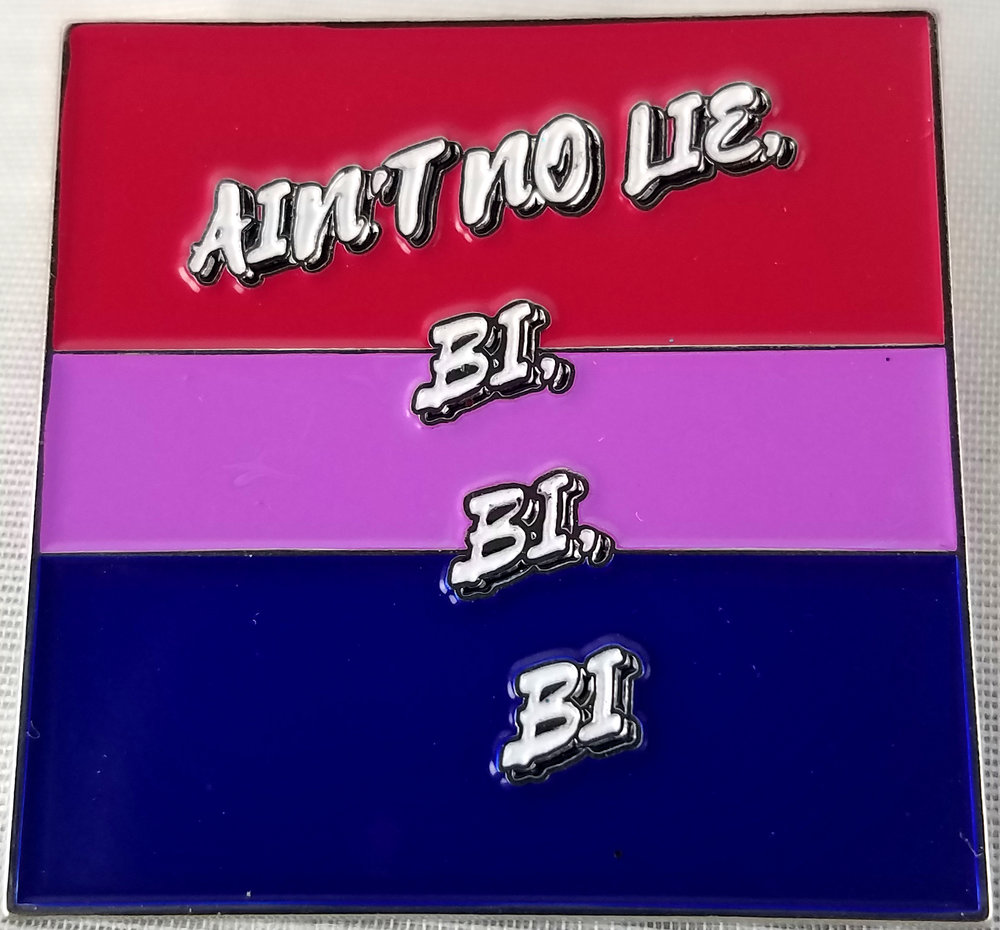 AIN'T NO LIE,
BI,
BI,
BI